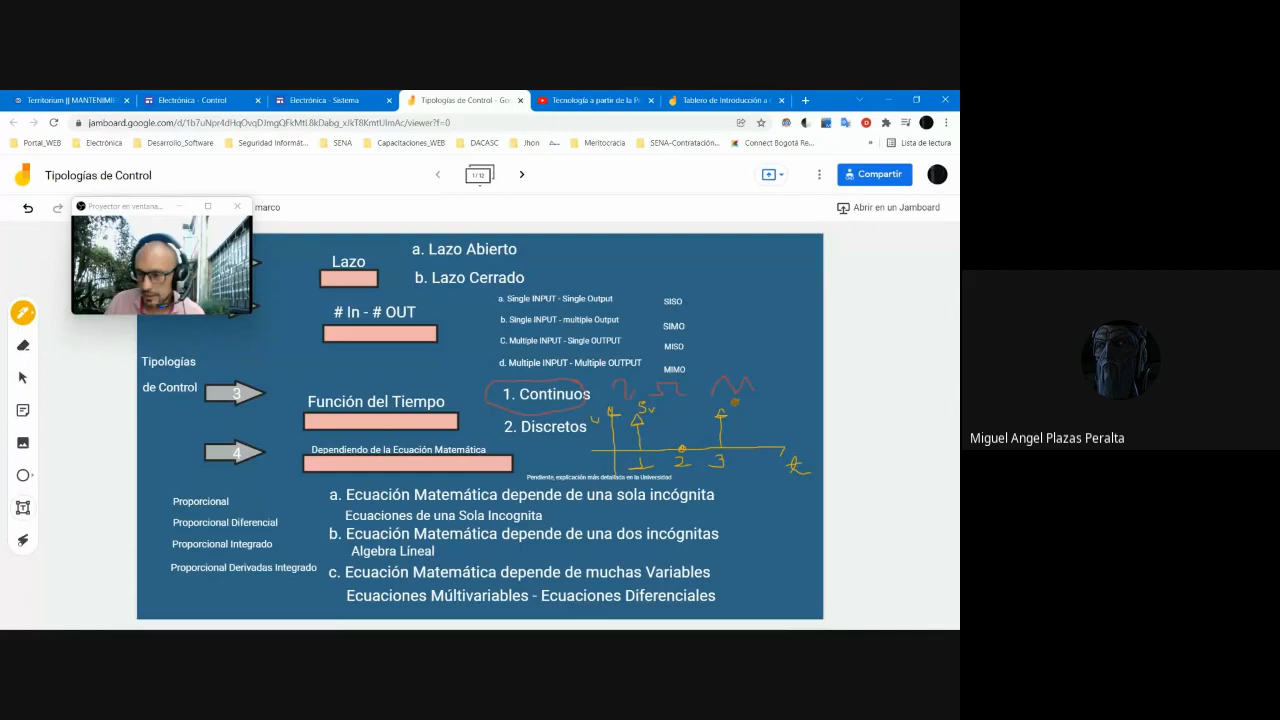 Territorium || MANTENIMIE
Electrónica - Control
Electrónica - Sistema
Tipologías de Control - Goo
Tecnología a partir de la Pe
Tablero de Introducción a
Portal_WEB
Electrónica
Desarrollo_Software
Seguridad Informát...
SENA
Capacitaciones_WEB
DACASC
Jhon
Meritocracia
SENA-Contratación...
Connect Bogotá Re...
»
Lista de lectura
Tipologías de Control
1/12
Compartir
Proyector en ventana...
marco
Abrir en un Jamboard
Lazo
a. Lazo Abierto
b. Lazo Cerrado
# In - # OUT
a. Single INPUT - Single Output
SISO
b. Single INPUT - multiple Output
SIMO
C. Multiple INPUT - Single OUTPUT
MISO
d. Multiple INPUT - Multiple OUTPUT
MIMO
Tipologías
de Control
3
Función del Tiempo
1. Continuos
2. Discretos
5v
v
1
2
3
t
4
Dependiendo de la Ecuación Matemática
Pendiente, explicación más detallada en la Universidad
a. Ecuación Matemática depende de una sola incógnita
Ecuaciones de una Sola Incognita
b. Ecuación Matemática depende de una dos incógnitas
Algebra Líneal
c. Ecuación Matemática depende de muchas Variables
Ecuaciones Múltivariables - Ecuaciones Diferenciales
Proporcional
Proporcional Diferencial
Proporcional Integrado
Proporcional Derivadas Integrado
Miguel Angel Plazas Peralta